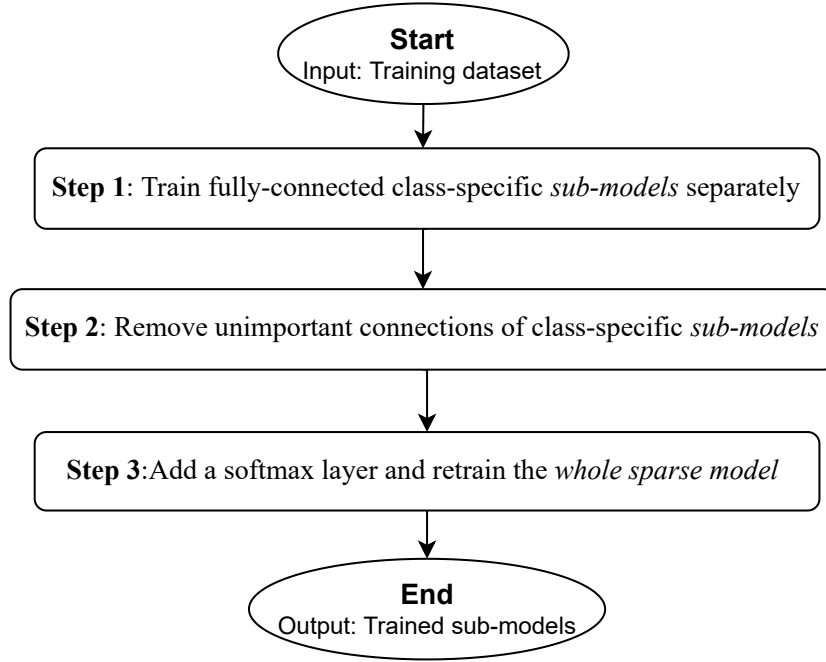 Start
Input: Training dataset
Step 1: Train fully-connected class-specific sub-models separately
Step 2: Remove unimportant connections of class-specific sub-models
Step 3:Add a softmax layer and retrain the whole sparse model
End
Output: Trained sub-models